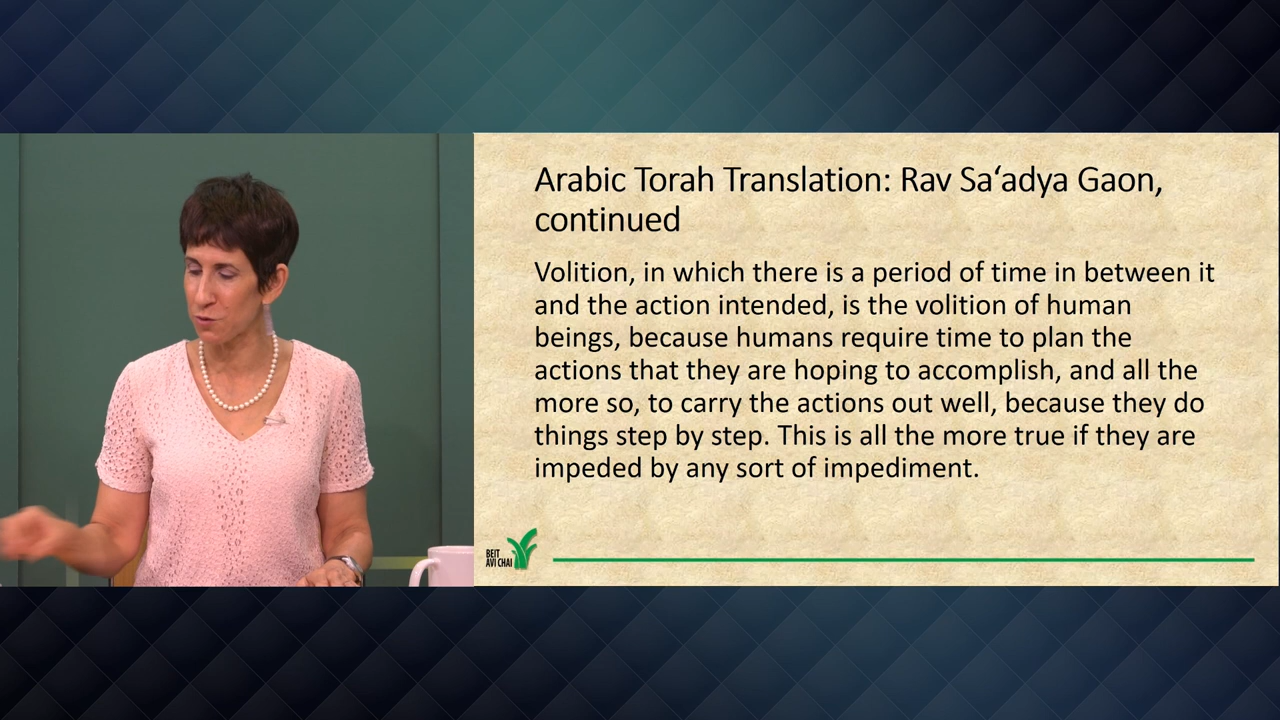 Arabic Torah Translation: Rav Sa‘adya Gaon,
continued
Volition, in which there is a period of time in between it
and the action intended, is the volition of human
beings, because humans require time to plan the
actions that they are hoping to accomplish, and all the
more so, to carry the actions out well, because they do
things step by step. This is all the more true if they are
impeded by any sort of impediment.
BEIT
AVI CHAI